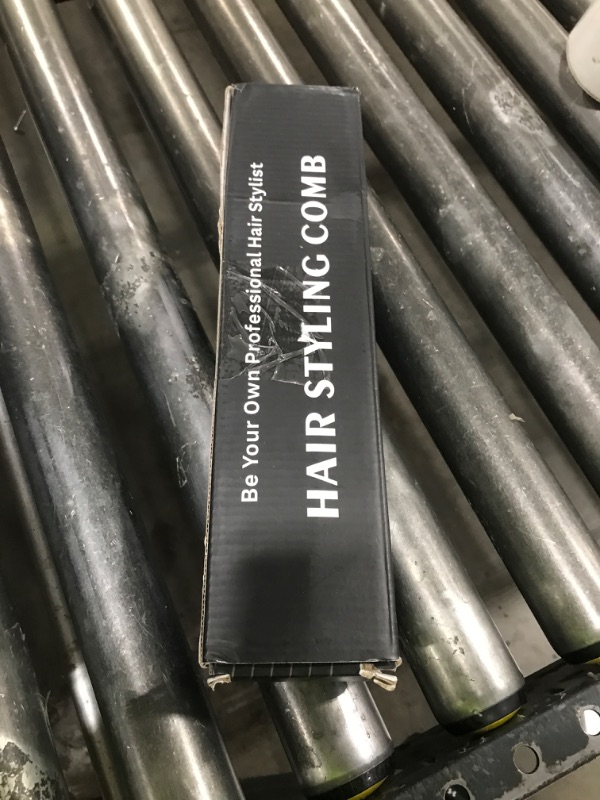 Be Your Own Professional Hair Stylist
HAIR STYLING COMB